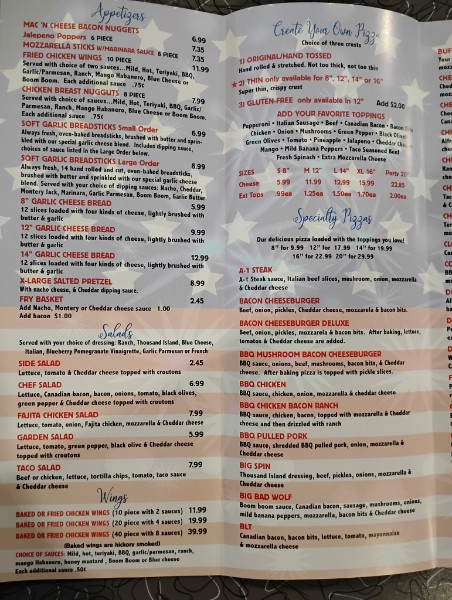 Appetizers
MAC 'N CHEESE BACON NUGGETS
Jalapeno Poppers 6 PIECE 6.99
MOZZARELLA STICKS W/MARINARA SAUCE 6 PIECE 7.35
FRIED CHICKEN WINGS 10 PIECE 11.99
Served with choice of two sauces...Mild, Hot, Teriyaki, BBQ,
Garlic/Parmesan, Ranch, Mango Habanero, Blue Cheese or
Boom Boom. Each additional sauce .75¢
CHICKEN BREAST NUGGUTS 8 PIECE 7.99
Served with choice of sauces...Mild, Hot, Teriyaki, BBQ, Garlic/
Parmesan, Ranch, Mango Habanero, Blue Cheese or Boom Boom.
Each additional sauce .75¢
SOFT GARLIC BREADSTICKS Small Order 6.99
Always fresh, oven-baked breadsticks, brushed with butter and sprin-
kled with our special garlic cheese blend. Includes dipping sauce,
choices of sauce listed in the Large Order below.
SOFT GARLIC BREADSTICKS Large Order 8.99
Always fresh, 14 hand rolled and cut, oven-baked breadsticks,
brushed with butter and sprinkled with our special garlic cheese
blend. Served with your choice of dipping sauces: Nacho, Cheddar,
Montery Jack, Marinara, Garlic Parmesan, Boom Boom, Garlic Butter
8" GARLIC CHEESE BREAD 5.99
12 slices loaded with four kinds of cheese, lightly brushed with
butter & garlic
12" GARLIC CHEESE BREAD 9.99
12 slices loaded with four kinds of cheese, lightly brushed with
butter & garlic
14" GARLIC CHEESE BREAD 12.99
12 slices loaded with four kinds of cheese, lightly brushed with
butter & garlic
X-LARGE SALTED PRETZEL 8.99
With nacho cheese, & Cheddar dipping sauce.
FRY BASKET 2.45
Add Nacho, Montery or Cheddar cheese sauce 1.00
Add bacon $1.00
Salads
Served with your choice of dressing: Ranch, Thousand Island, Blue Cheese,
Italian, Blueberry Pomegranate Vinaigrette, Garlic Parmesan or French
SIDE SALAD 2.45
Lettuce, tomato & Cheddar cheese topped with croutons
CHEF SALAD 6.99
Lettuce, Canadian bacon, bacon, onions, tomato, black olives,
green pepper & Cheddar cheese topped with croutons
FAJITA CHICKEN SALAD 7.99
Lettuce, tomato, onion, Fajita chicken, mozzarella & Cheddar cheese
GARDEN SALAD 5.99
Lettuce, tomato, green pepper, black olive & Cheddar cheese
topped with croutons
TACO SALAD 7.99
Beef or chicken, lettuce, tortilla chips, tomato, taco sauce
& Cheddar cheese
Wings
BAKED OR FRIED CHICKEN WINGS (10 piece with 2 sauces) 11.99
BAKED OR FRIED CHICKEN WINGS (20 piece with 4 sauces) 19.99
BAKED OR FRIED CHICKEN WINGS (40 piece with 8 sauces) 39.99
(Baked wings are hickory smoked)
CHOICE OF SAUCES: Mild, hot, teriyaki, BBQ, garlic/parmesan, ranch,
mango Habanero, honey mustard, Boom Boom or Blue cheese
Each additional sauce .50¢
Create Your Own Pizza
Choice of three crusts
1) ORIGINAL/HAND TOSSED
Hand rolled & stretched. Not too thick, not too thin
★ 2) THIN only available for 8", 12", 14" or 16"
Super thin, crispy crust
3) GLUTEN-FREE only available in 12" Add $2.00
ADD YOUR FAVORITE TOPPINGS
Pepperoni • Italian Sausage • Beef • Canadian Bacon • Bacon
Chicken • Onion • Mushrooms • Green Pepper • Black Olives
Green Olives • Tomato • Pineapple • Jalapeno • Cheddar
Mango • Mild Banana Peppers • Taco Seasoned Beef
Fresh Spinach • Extra Mozzarella Cheese
SIZES S 8" M 12" L 14" XL 16" Party 20"
Cheese 5.99 11.99 12.99 15.99 22.85
Ea¢ Tops .99ea 1.25ea 1.50ea 1.70ea 2.00ea
Specialty Pizzas
Our delicious pizza loaded with the toppings you love!
8" for 9.99 12" for 17.99 14" for 19.99
16" for 22.99 20" for 29.99
A-1 STEAK
A-1 Steak sauce, Italian beef slices, mushroom, onion, mozzarella
& Cheddar cheese
BACON CHEESEBURGER
Beef, onion, pickles, Cheddar cheese, mozzarella & bacon bits.
BACON CHEESEBURGER DELUXE
Beef, onion, pickles, mozzarella & bacon bits. After baking, lettuce,
tomatoes & Cheddar cheese are added.
BBQ MUSHROOM BACON CHEESEBURGER
BBQ sauce, onions, beef, mushrooms, bacon bits, & Cheddar
cheese. After baking pizza is topped with pickle slices.
BBQ CHICKEN
BBQ sauce, chicken, onion, mozzarella & cheddar cheese
BBQ CHICKEN BACON RANCH
BBQ sauce, chicken, bacon, topped with mozzarella & Cheddar
cheese and then drizzled with ranch
BBQ PULLED PORK
BBQ sauce, shredded BBQ pulled pork, onion, mozzarella &
Cheddar cheese
BIG SPIN
Thousand Island dressing, beef, pickles, onions, mozzarella &
Cheddar cheese
BIG BAD WOLF
Boom boom sauce, Canadian bacon, sausage, mushrooms, onions,
mild banana peppers, mozzarella, bacon bits & Cheddar cheese
BLT
Canadian bacon, bacon bits, lettuce, tomato, mayonnaise
& mozzarella cheese